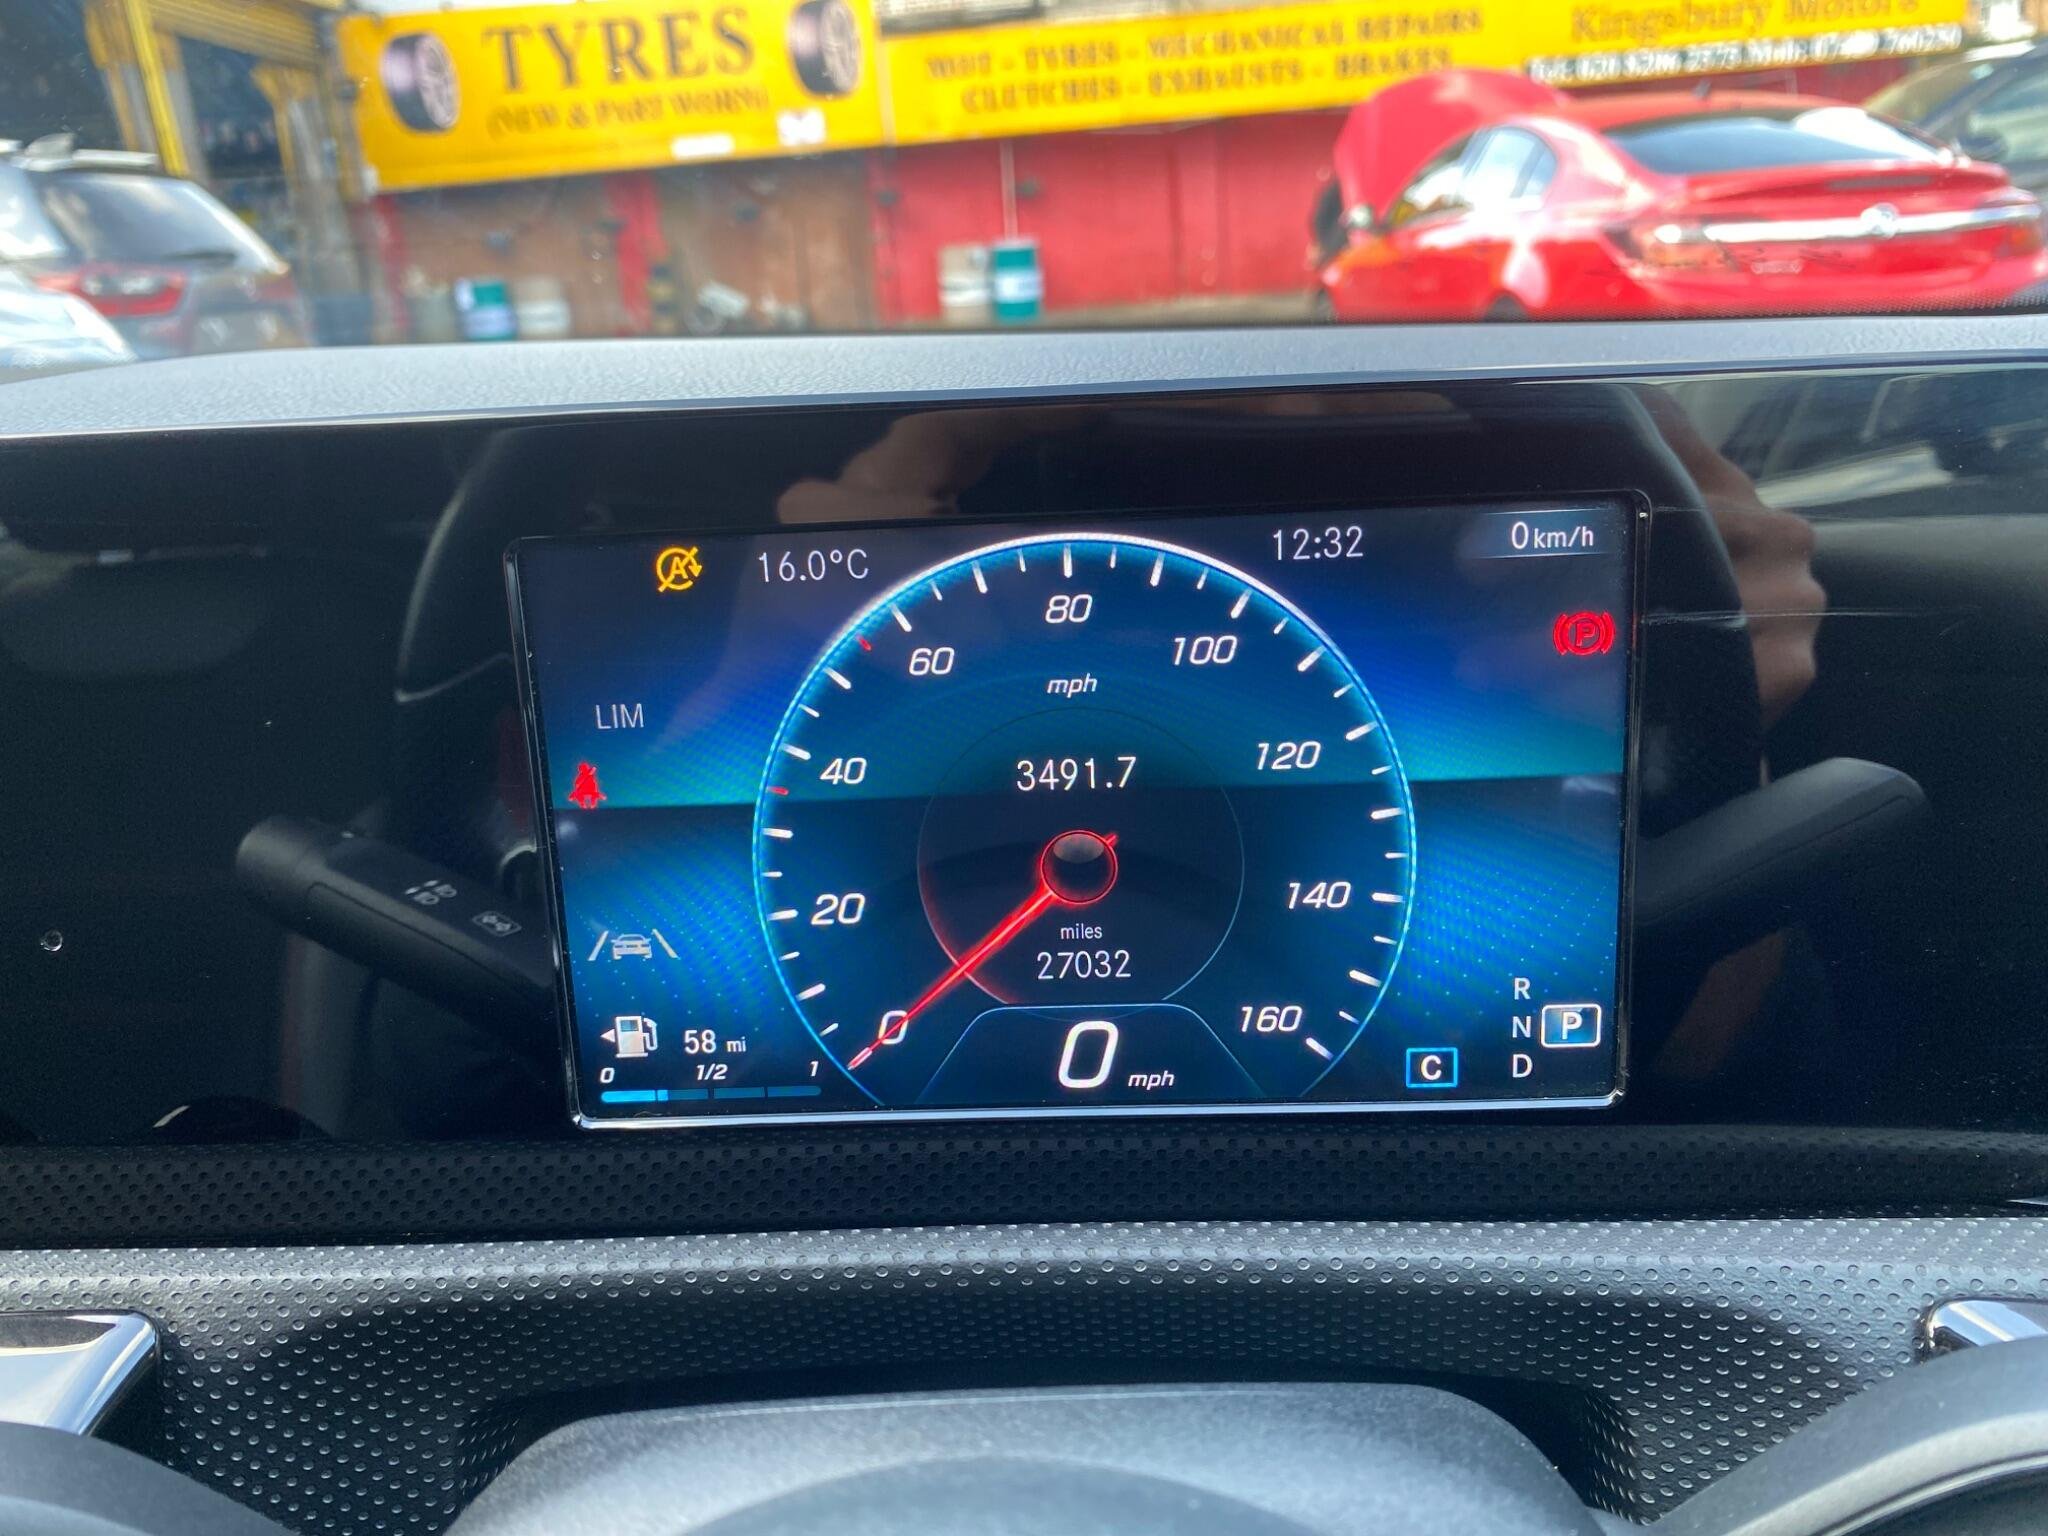 TYRES
(NEW & PART WORN)
MOT - TYRES - MECHANICAL REPAIRS
CLUTCHES - EXHAUSTS - BRAKES
Kingsbury Motors
A
16.0°C
12:32
0 km/h
P
LIM
0
20
40
60
80
100
120
140
160
mph
3491.7
miles
27032
0 mph
58 mi
0 1/2 1
C
R
N P
D